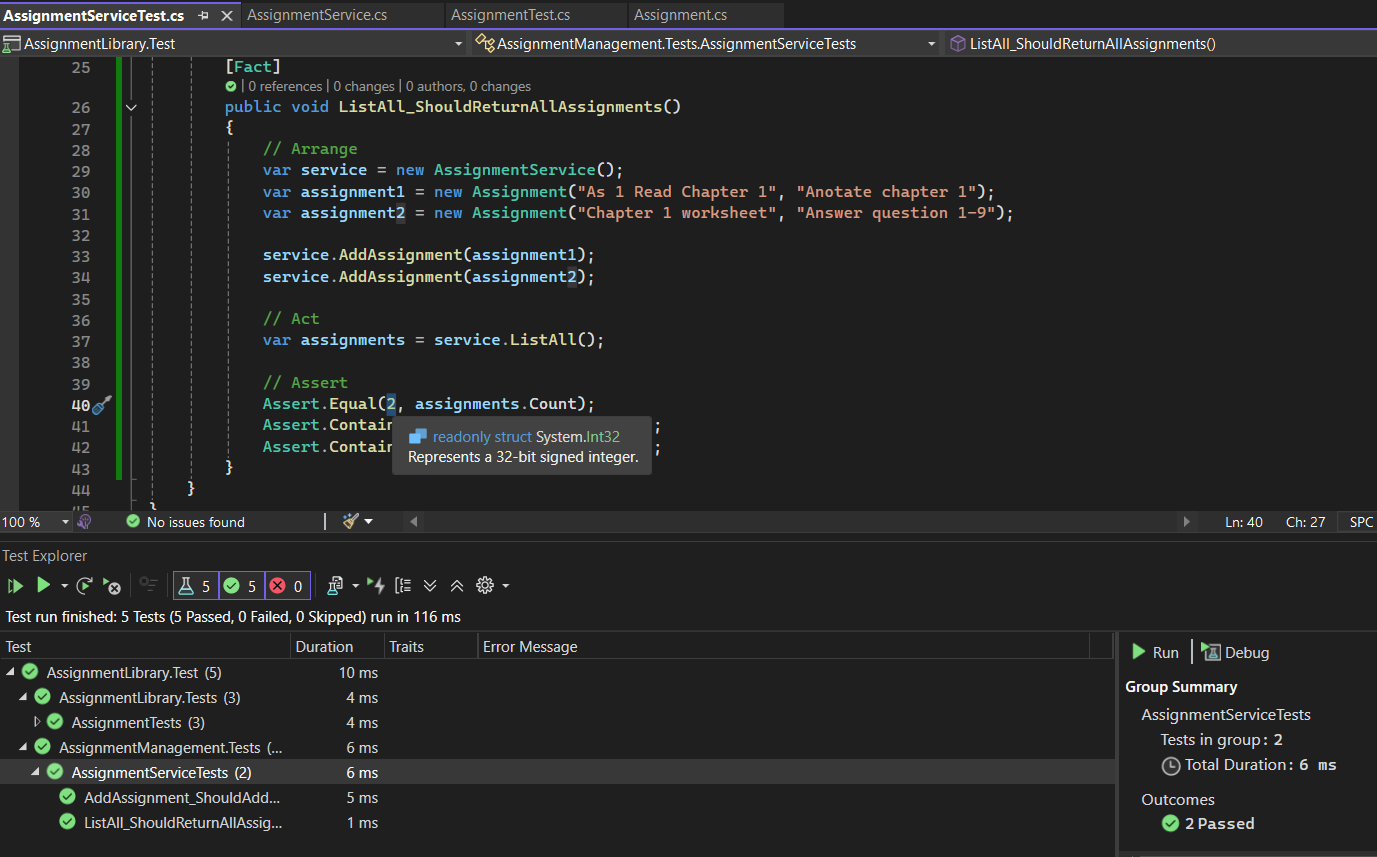 AssignmentServiceTest.cs AssignmentService.cs AssignmentTest.cs Assignment.cs
AssignmentLibrary.Test AssignmentManagement.Tests.AssignmentServiceTests ListAll_ShouldReturnAllAssignments()
25 [Fact]
0 references | 0 changes | 0 authors, 0 changes
26 public void ListAll_ShouldReturnAllAssignments()
27 {
28 // Arrange
29 var service = new AssignmentService();
30 var assignment1 = new Assignment("As 1 Read Chapter 1", "Anotate chapter 1");
31 var assignment2 = new Assignment("Chapter 1 worksheet", "Answer question 1-9");
32
33 service.AddAssignment(assignment1);
34 service.AddAssignment(assignment2);
35
36 // Act
37 var assignments = service.ListAll();
38
39 // Assert
40 Assert.Equal(2, assignments.Count);
41 Assert.Contain ;
readonly struct System.Int32
42 Assert.Contain ;
Represents a 32-bit signed integer.
43 }
44 }
45 }
100 % No issues found Ln: 40 Ch: 27 SPC
Test Explorer
5 5 0
Test run finished: 5 Tests (5 Passed, 0 Failed, 0 Skipped) run in 116 ms
Test Duration Traits Error Message
AssignmentLibrary.Test (5) 10 ms
AssignmentLibrary.Tests (3) 4 ms
AssignmentTests (3) 4 ms
AssignmentManagement.Tests (... 6 ms
AssignmentServiceTests (2) 6 ms
AddAssignment_ShouldAdd... 5 ms
ListAll_ShouldReturnAllAssig... 1 ms
Run Debug
Group Summary
AssignmentServiceTests
Tests in group: 2
Total Duration: 6 ms
Outcomes
2 Passed